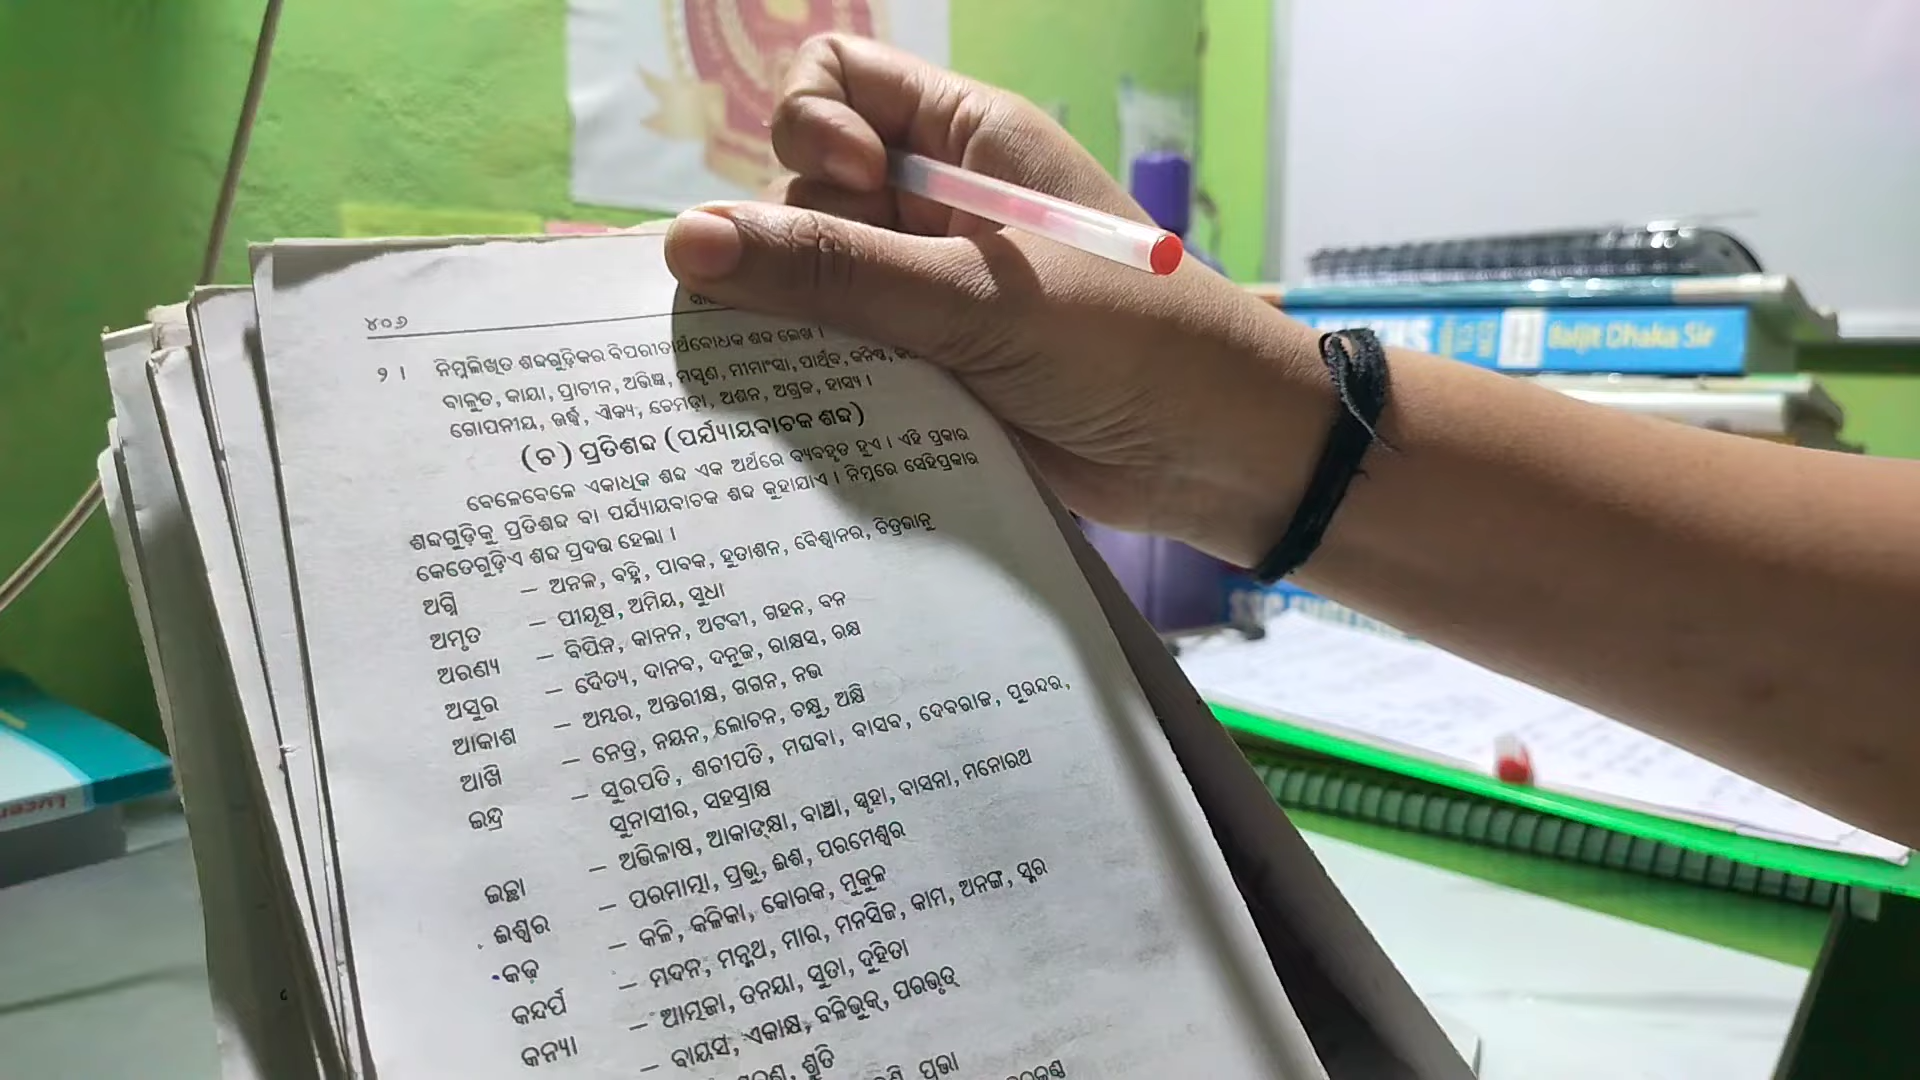 ୪୦୬
୨ । ନିମ୍ନଲିଖିତ ଶବ୍ଦଗୁଡ଼ିକର ବିପରୀତାର୍ଥବୋଧକ ଶବ୍ଦ ଲେଖ ।
ବାଳୁତ, କାୟା, ପ୍ରାଚୀନ, ଅଭିଜ୍ଞ, ମସୃଣ, ମୀମାଂସା, ପାର୍ଥିବ, କନିଷ୍ଠ,
ଗୋପନୀୟ, ଊର୍ଦ୍ଧ୍ୱ, ଐକ୍ୟ, ଚେମଡ଼ା, ଅଶନ, ଅଗ୍ରଜ, ହାସ୍ୟ ।
(ଚ) ପ୍ରତିଶବ୍ଦ (ପର୍ଯ୍ୟାୟବାଚକ ଶବ୍ଦ)
ବେଳେବେଳେ ଏକାଧିକ ଶବ୍ଦ ଏକ ଅର୍ଥରେ ବ୍ୟବହୃତ ହୁଏ । ଏହି ପ୍ରକାର
ଶବ୍ଦଗୁଡ଼ିକୁ ପ୍ରତିଶବ୍ଦ ବା ପର୍ଯ୍ୟାୟବାଚକ ଶବ୍ଦ କୁହାଯାଏ । ନିମ୍ନରେ ସେହିପ୍ରକାର
କେତେଗୁଡ଼ିଏ ଶବ୍ଦ ପ୍ରଦତ୍ତ ହେଲା ।
ଅଗ୍ନି – ଅନଳ, ବହ୍ନି, ପାବକ, ହୁତାଶନ, ବୈଶ୍ୱାନର, ଚିତ୍ରଭାନୁ
ଅମୃତ – ପୀୟୂଷ, ଅମିୟ, ସୁଧା
ଅରଣ୍ୟ – ବିପିନ, କାନନ, ଅଟବୀ, ଗହନ, ବନ
ଅସୁର – ଦୈତ୍ୟ, ଦାନବ, ଦନୁଜ, ରାକ୍ଷସ, ରକ୍ଷ
ଆକାଶ – ଅମ୍ବର, ଅନ୍ତରୀକ୍ଷ, ଗଗନ, ନଭ
ଆଖି – ନେତ୍ର, ନୟନ, ଲୋଚନ, ଚକ୍ଷୁ, ଅକ୍ଷି
ଇନ୍ଦ୍ର – ସୁରପତି, ଶଚୀପତି, ମଘବା, ବାସବ, ଦେବରାଜ, ପୁରନ୍ଦର,
ସୁନାସୀର, ସହସ୍ରାକ୍ଷ
ଇଚ୍ଛା – ଅଭିଳାଷ, ଆକାଙ୍କ୍ଷା, ବାଞ୍ଛା, ସ୍ପୃହା, ବାସନା, ମନୋରଥ
ଈଶ୍ୱର – ପରମାତ୍ମା, ପ୍ରଭୁ, ଈଶ, ପରମେଶ୍ୱର
କଢ଼ – କଳି, କଳିକା, କୋରକ, ମୁକୁଳ
କନ୍ଦର୍ପ – ମଦନ, ମନ୍ମଥ, ମାର, ମନସିଜ, କାମ, ଅନଙ୍ଗ, ସ୍ମର
କନ୍ୟା – ଆତ୍ମଜା, ତନୟା, ସୁତା, ଦୁହିତା
– ବାୟସ, ଏକାକ୍ଷ, ବଳିଭୁକ୍, ପରଭୃତ୍
ଶ୍ରୁତି
ପ୍ରଭା
Baljit Dhaka Sir